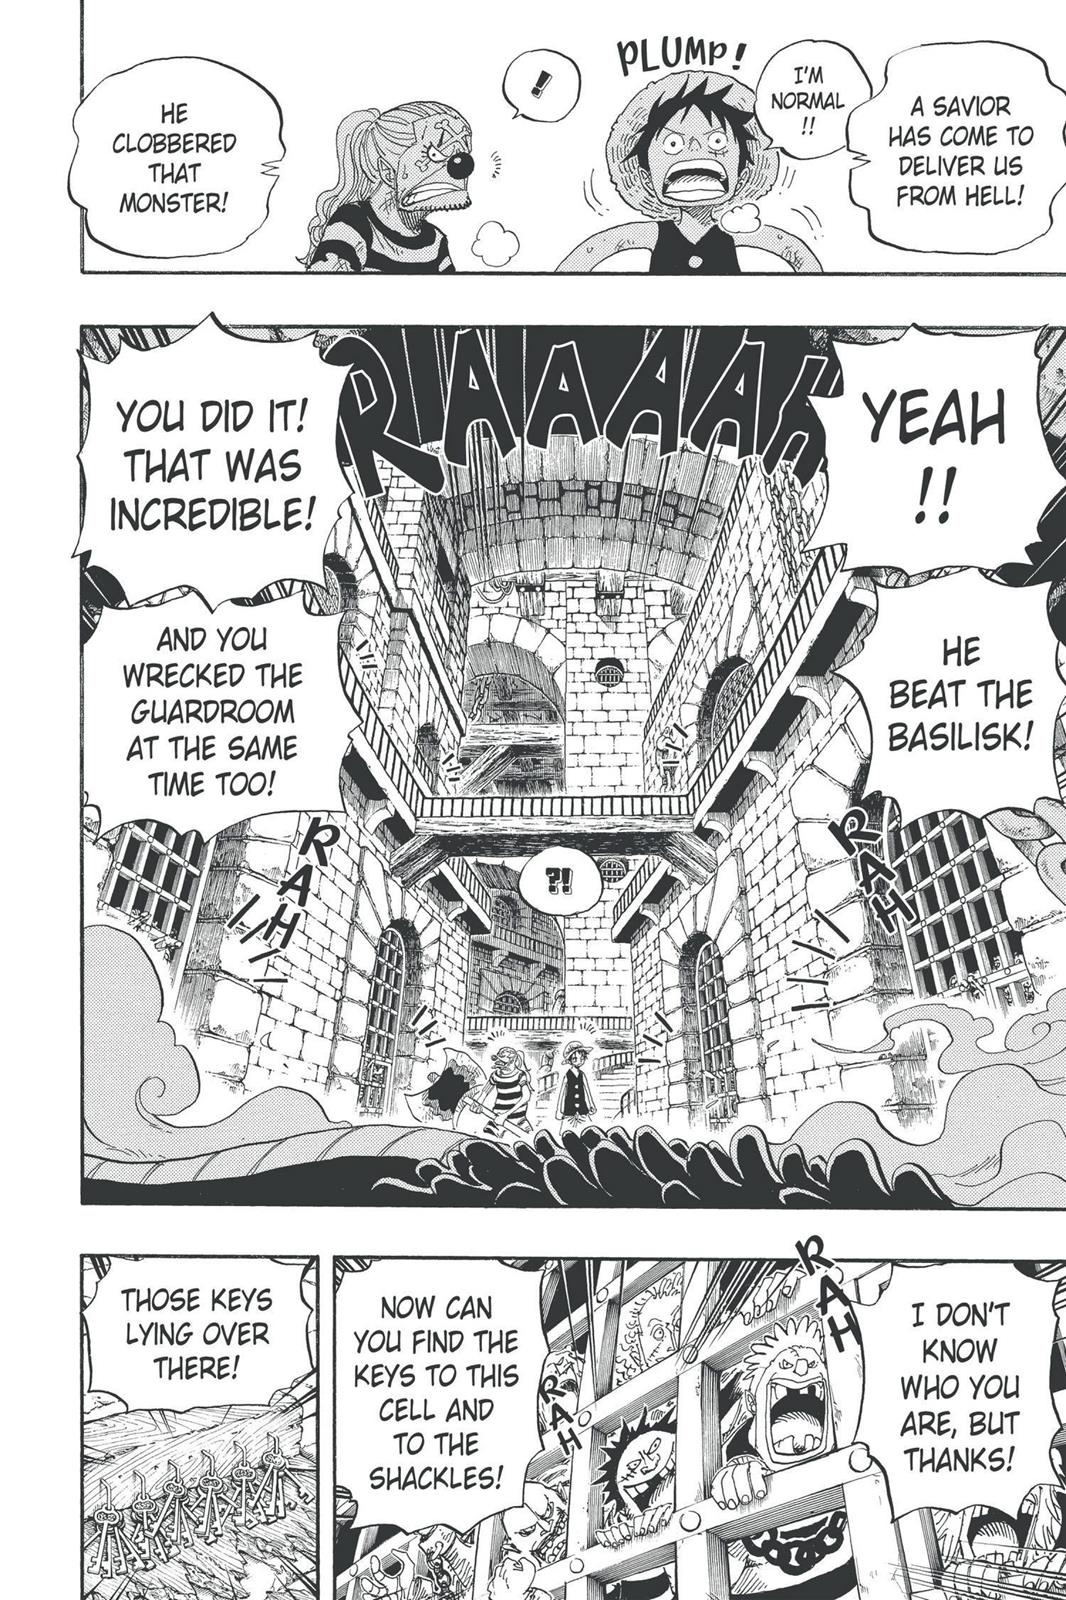 A SAVIOR
HAS COME TO
DELIVER US
FROM HELL!
I'M
NORMAL
!!
PLUMP!
!
HE
CLOBBERED
THAT
MONSTER!
YEAH
!!
RAAAAAH
YOU DID IT!
THAT WAS
INCREDIBLE!
HE
BEAT THE
BASILISK!
AND YOU
WRECKED THE
GUARDROOM
AT THE SAME
TIME TOO!
RAH
RAH
?!
RAH
I DON'T
KNOW
WHO YOU
ARE, BUT
THANKS!
RAH
NOW CAN
YOU FIND THE
KEYS TO THIS
CELL AND
TO THE
SHACKLES!
THOSE KEYS
LYING OVER
THERE!